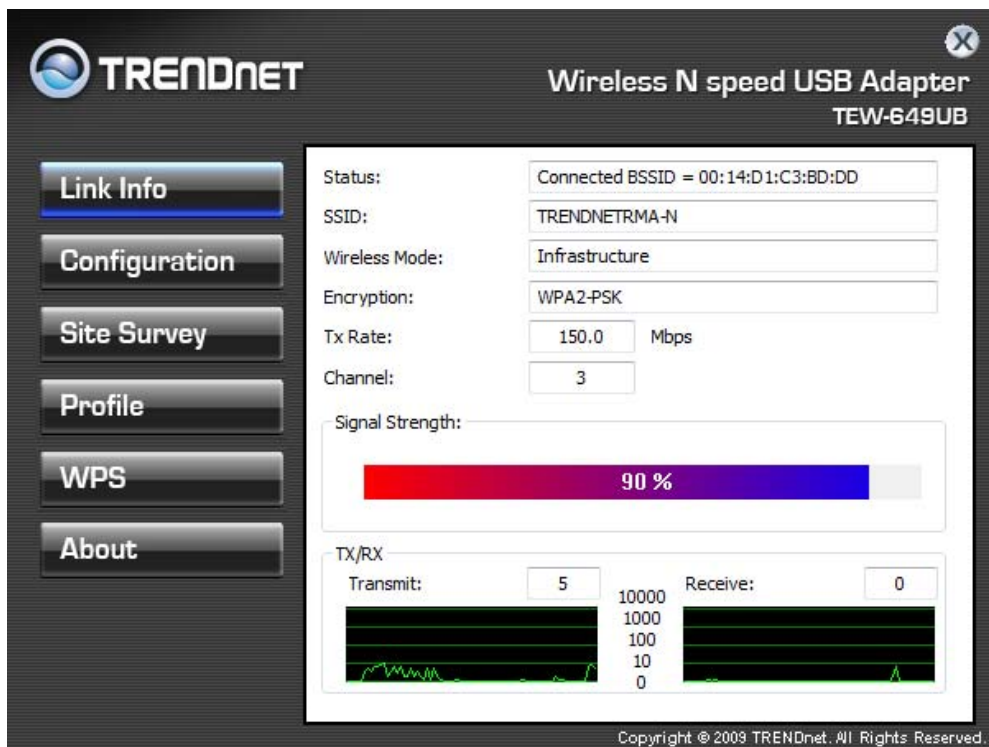 TRENDNET
Wireless N speed USB Adapter
TEW-649UB
Link Info
Configuration
Site Survey
Profile
WPS
About
Status: Connected BSSID = 00:14:D1:C3:BD:DD
SSID: TRENDNETRMA-N
Wireless Mode: Infrastructure
Encryption: WPA2-PSK
Tx Rate: 150.0 Mbps
Channel: 3
Signal Strength:
90 %
TX/RX
Transmit: 5 Receive: 0
10000
1000
100
10
0
Copyright © 2009 TRENDnet. All Rights Reserved.